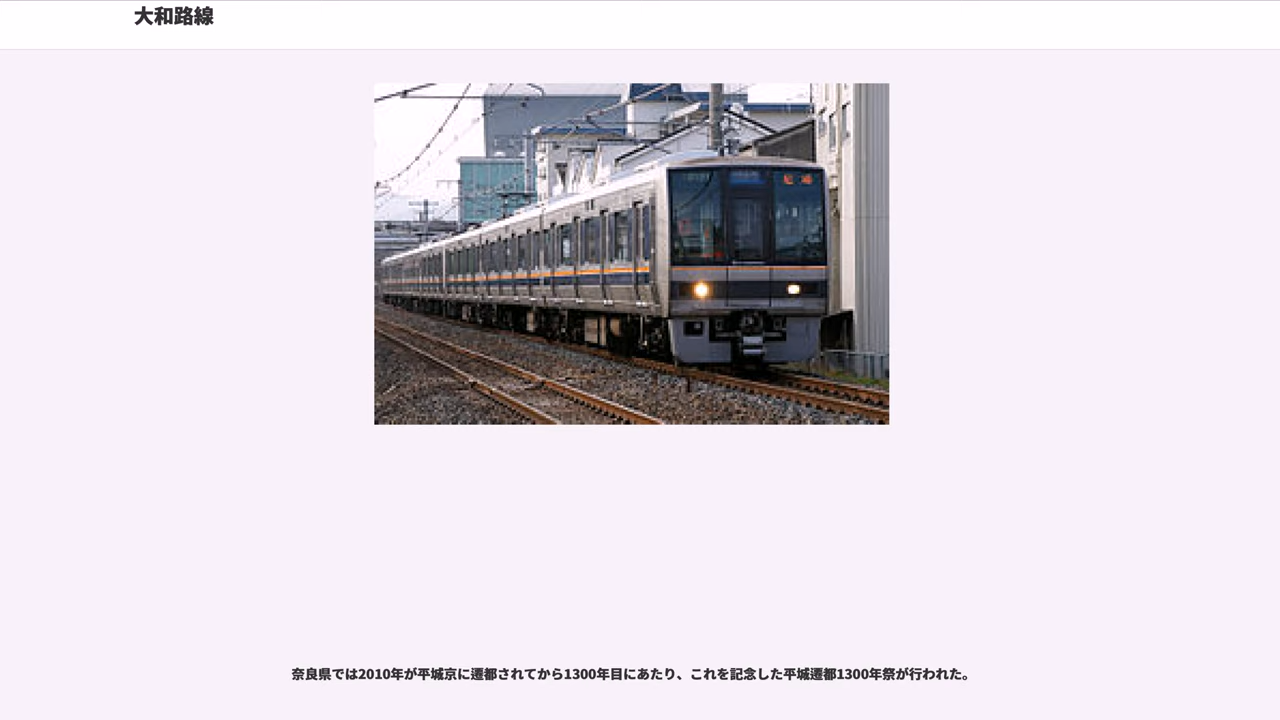 大和路線
奈良県では2010年が平城京に遷都されてから1300年目にあたり、これを記念した平城遷都1300年祭が行われた。